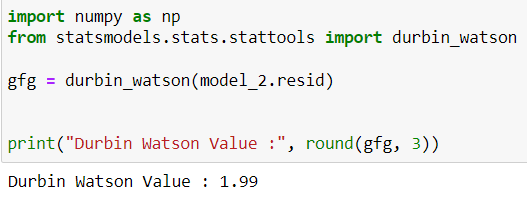 import numpy as np
from statsmodels.stats.stattools import durbin_watson
gfg = durbin_watson(model_2.resid)
print("Durbin Watson Value :", round(gfg, 3))
Durbin Watson Value : 1.99